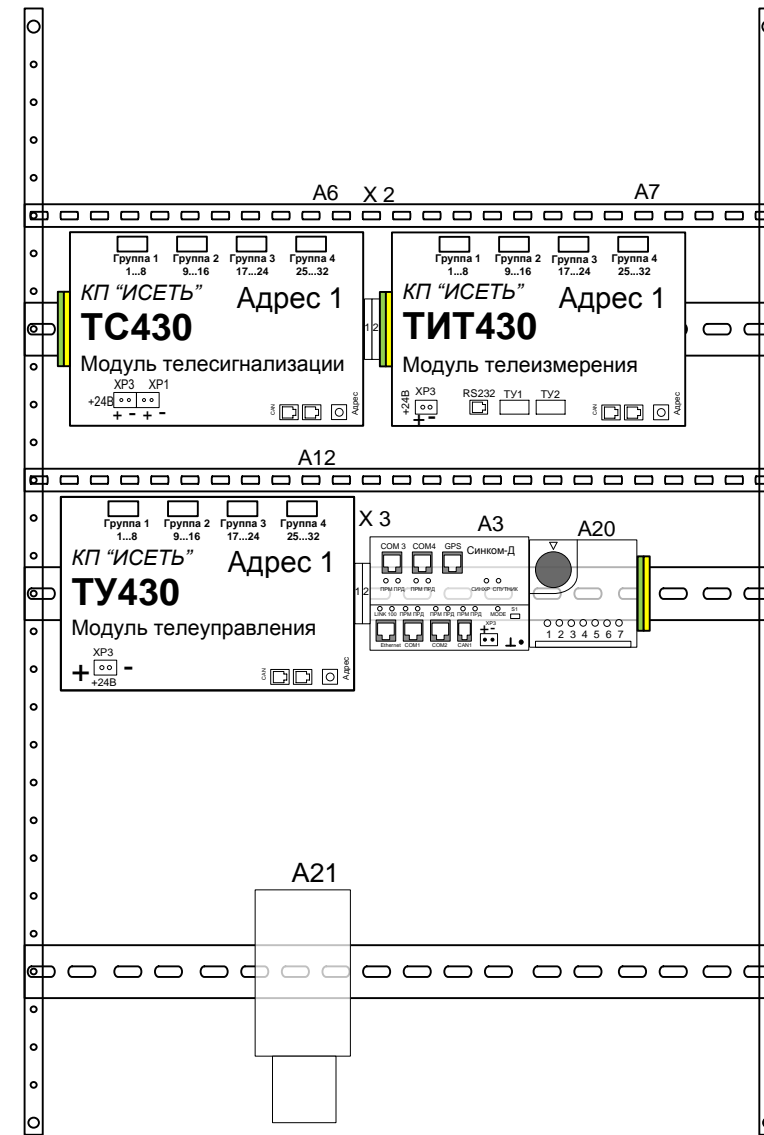 A6 X 2 A7
Группа 1 Группа 2 Группа 3 Группа 4
1...8 9...16 17...24 25...32
КП “ИСЕТЬ” Адрес 1
ТС430
Модуль телесигнализации
XP3 XP1
+24В
+ - + -
CAN
Адрес
1 2
Группа 1 Группа 2 Группа 3 Группа 4
1...8 9...16 17...24 25...32
КП “ИСЕТЬ” Адрес 1
ТИТ430
Модуль телеизмерения
+24В XP3 RS232 ТУ1 ТУ2
+ -
CAN
Адрес
A12
Группа 1 Группа 2 Группа 3 Группа 4
1...8 9...16 17...24 25...32
КП “ИСЕТЬ” Адрес 1
ТУ430
Модуль телеуправления
XP3
+ -
+24В
CAN
Адрес
X 3
1 2
A3
COM 3 COM4 GPS Синком-Д
ПРМ ПРД ПРМ ПРД СИНХР СПУТНИК
LINK 100 ПРМ ПРД ПРМ ПРД ПРМ ПРД MODE S1
XP3
+ -
Ethernet COM1 COM2 CAN1
A20
1 2 3 4 5 6 7
A21